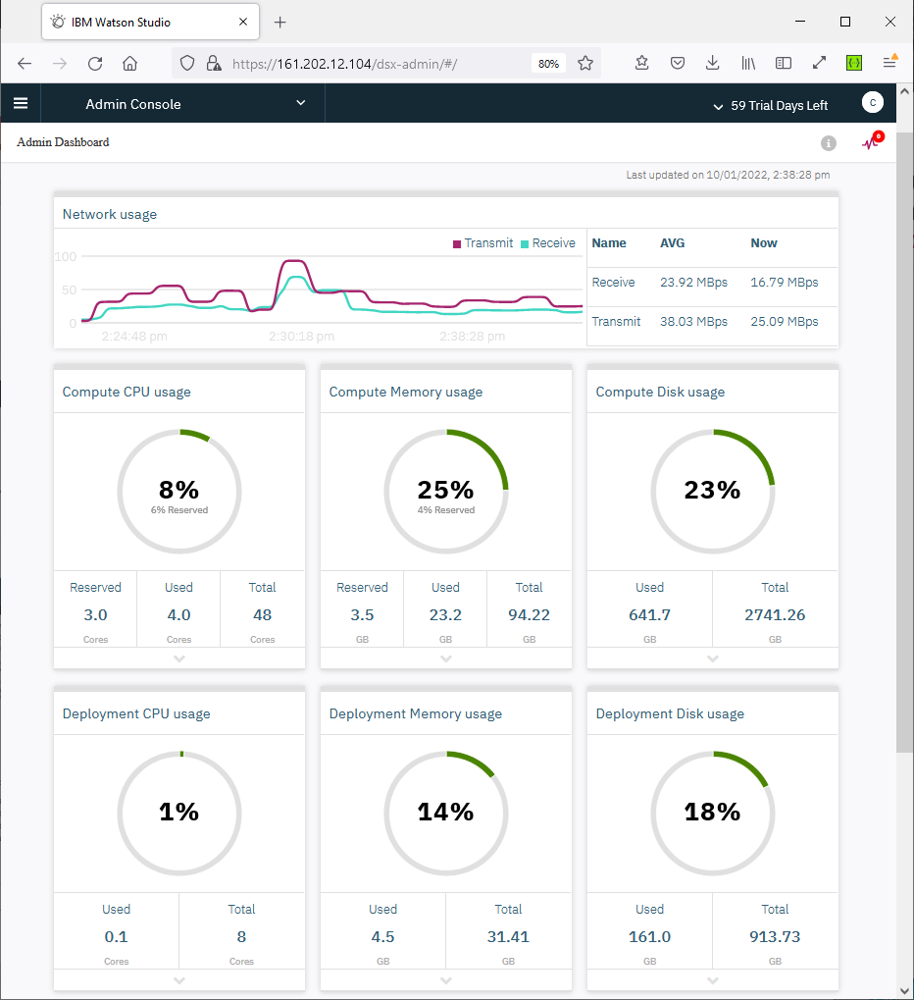 IBM Watson Studio
https://161.202.12.104/dsx-admin/#/
80%
Admin Console
59 Trial Days Left
C
Admin Dashboard
0
Last updated on 10/01/2022, 2:38:28 pm
Network usage
Transmit Receive
100
50
0
2:24:48 pm 2:30:18 pm 2:38:28 pm
Name AVG Now
Receive 23.92 MBps 16.79 MBps
Transmit 38.03 MBps 25.09 MBps
Compute CPU usage
8%
6% Reserved
Reserved Used Total
3.0 4.0 48
Cores Cores Cores
Compute Memory usage
25%
4% Reserved
Reserved Used Total
3.5 23.2 94.22
GB GB GB
Compute Disk usage
23%
Used Total
641.7 2741.26
GB GB
Deployment CPU usage
1%
Used Total
0.1 8
Cores Cores
Deployment Memory usage
14%
Used Total
4.5 31.41
GB GB
Deployment Disk usage
18%
Used Total
161.0 913.73
GB GB